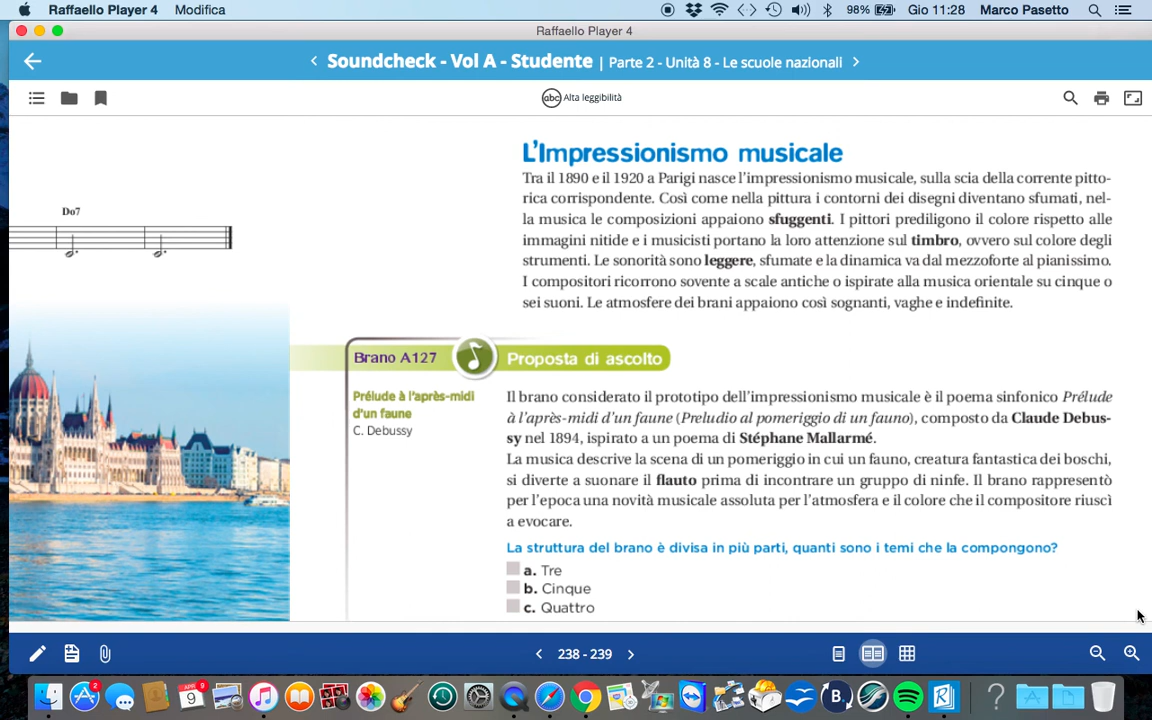 Raffaello Player 4 Modifica 98% Gio 11:28 Marco Pasetto
Raffaello Player 4
Soundcheck - Vol A - Studente | Parte 2 - Unità 8 - Le scuole nazionali
abc Alta leggibilità
L'Impressionismo musicale
Tra il 1890 e il 1920 a Parigi nasce l'impressionismo musicale, sulla scia della corrente pitto-
rica corrispondente. Così come nella pittura i contorni dei disegni diventano sfumati, nel-
la musica le composizioni appaiono sfuggenti. I pittori prediligono il colore rispetto alle
immagini nitide e i musicisti portano la loro attenzione sul timbro, ovvero sul colore degli
strumenti. Le sonorità sono leggere, sfumate e la dinamica va dal mezzoforte al pianissimo.
I compositori ricorrono sovente a scale antiche o ispirate alla musica orientale su cinque o
sei suoni. Le atmosfere dei brani appaiono così sognanti, vaghe e indefinite.
Do7
Brano A127 Proposta di ascolto
Prélude à l'après-midi
d'un faune
C. Debussy
Il brano considerato il prototipo dell'impressionismo musicale è il poema sinfonico Prélude
à l'après-midi d'un faune (Preludio al pomeriggio di un fauno), composto da Claude Debus-
sy nel 1894, ispirato a un poema di Stéphane Mallarmé.
La musica descrive la scena di un pomeriggio in cui un fauno, creatura fantastica dei boschi,
si diverte a suonare il flauto prima di incontrare un gruppo di ninfe. Il brano rappresentò
per l'epoca una novità musicale assoluta per l'atmosfera e il colore che il compositore riuscì
a evocare.
La struttura del brano è divisa in più parti, quanti sono i temi che la compongono?
a. Tre
b. Cinque
c. Quattro
238 - 239
2
9
9
B.